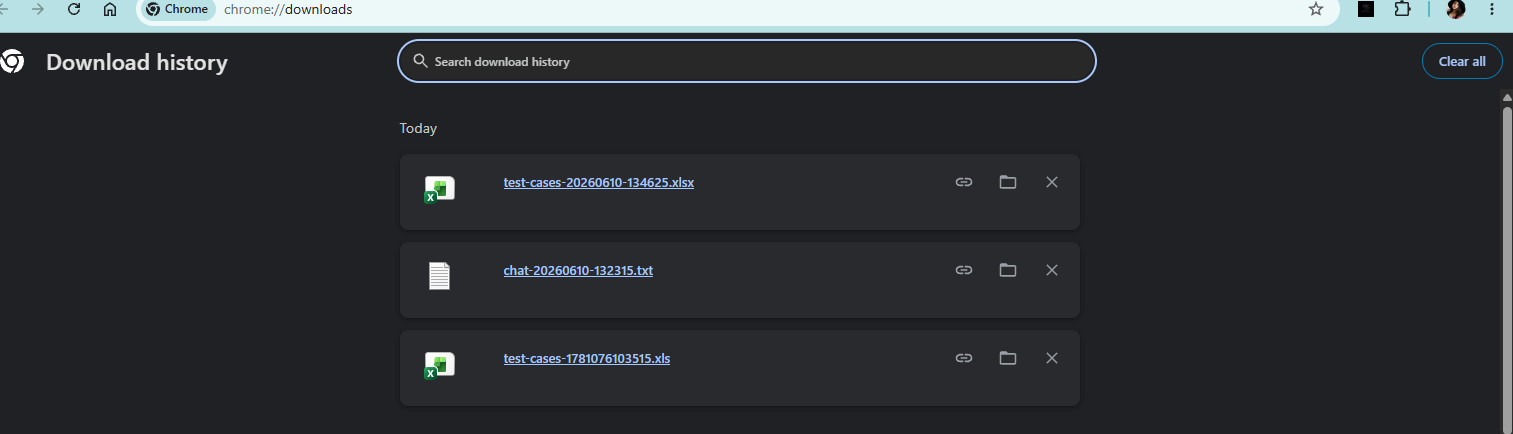 Chrome
chrome://downloads
Download history
Search download history
Clear all
Today
test-cases-20260610-134625.xlsx
chat-20260610-132315.txt
test-cases-1781076103515.xls